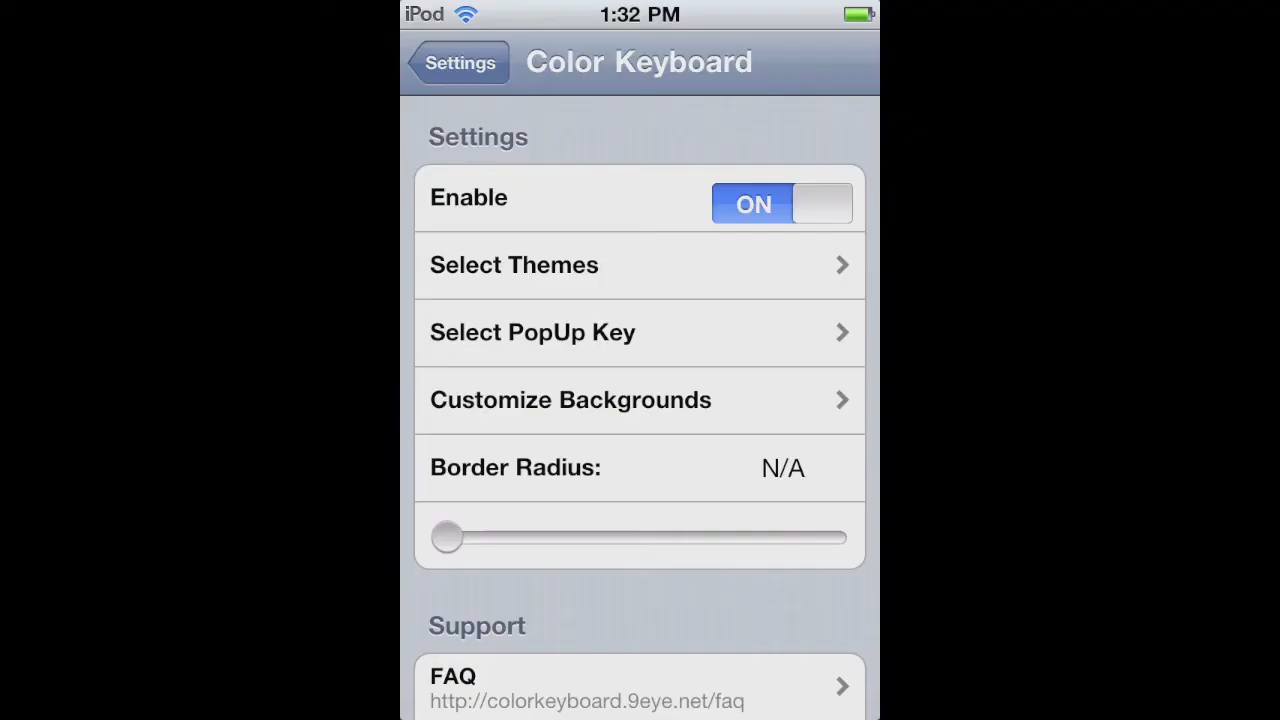 iPod 1:32 PM
Settings Color Keyboard
Settings
Enable ON
Select Themes
Select PopUp Key
Customize Backgrounds
Border Radius: N/A
Support
FAQ
http://colorkeyboard.9eye.net/faq